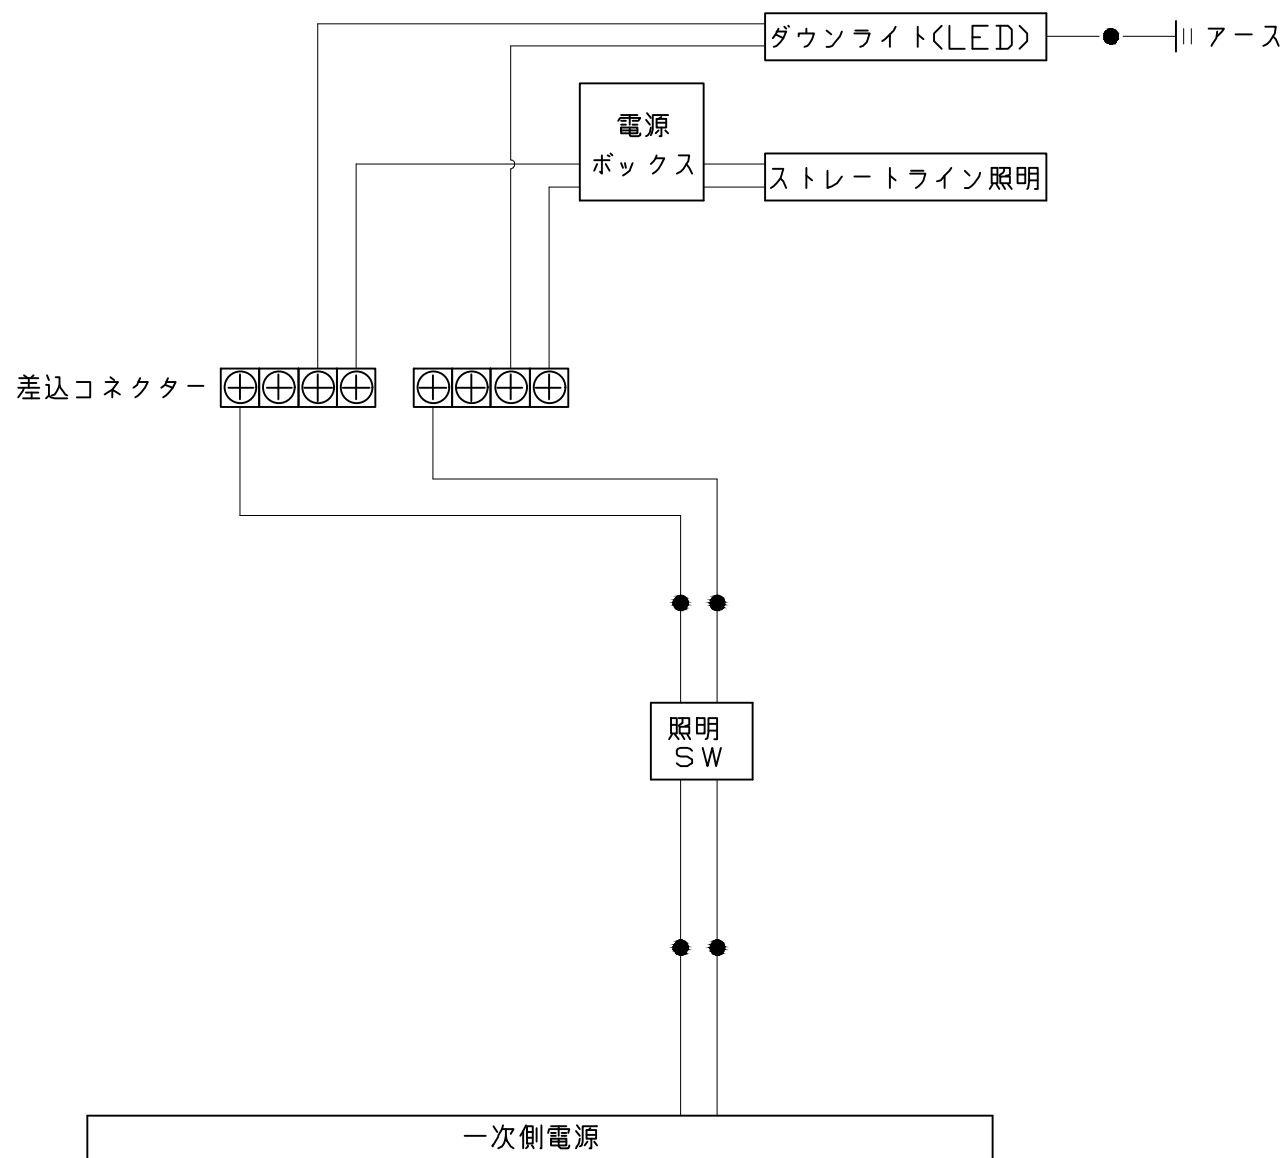 ダウンライト(LED)
アース
電源
ボックス
ストレートライン照明
差込コネクター
照明
SW
一次側電源